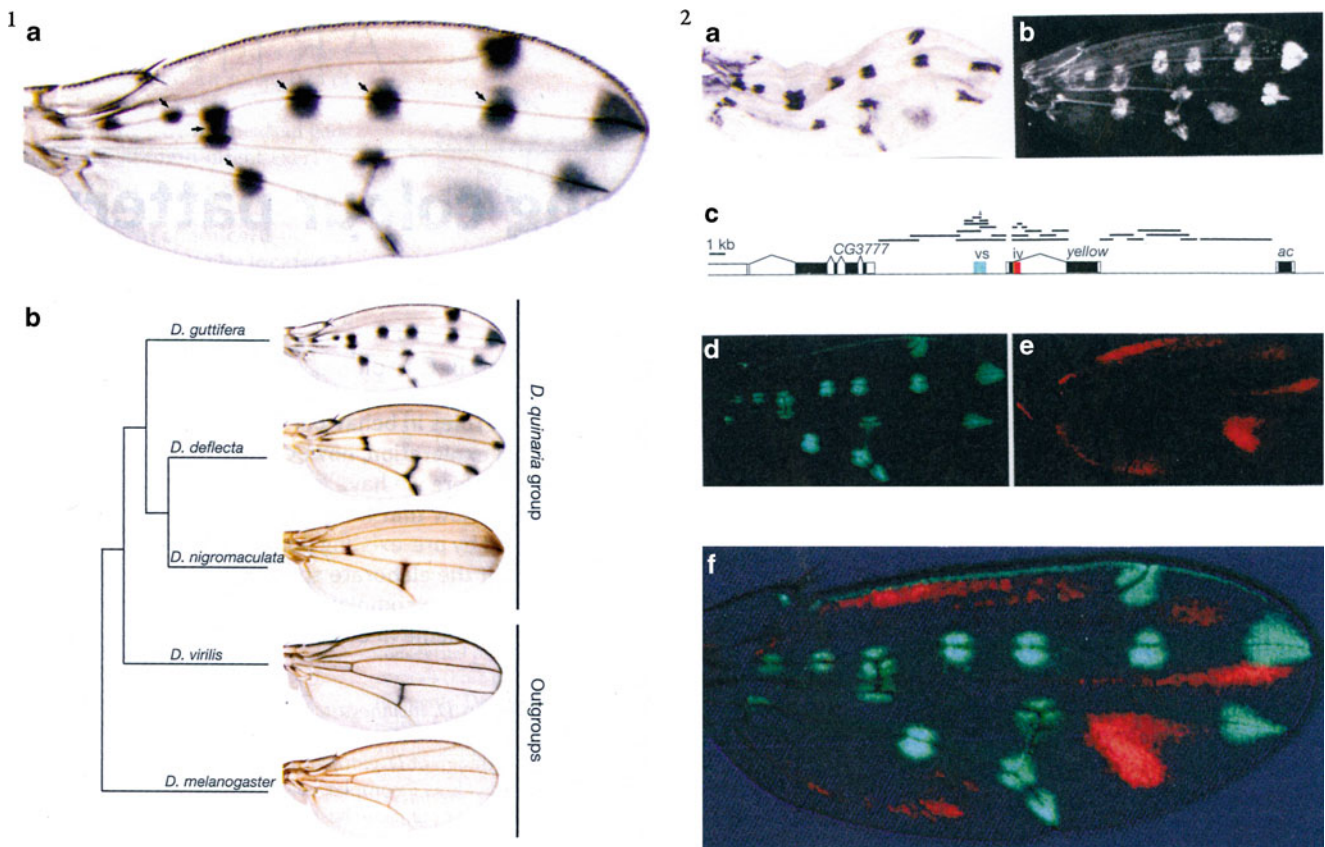 1
a
b
D. guttifera
D. deflecta
D. nigromaculata
D. virilis
D. melanogaster
D. quinaria group
Outgroups
2
a
b
c
1 kb
CG3777
vs
iv
yellow
ac
d
e
f